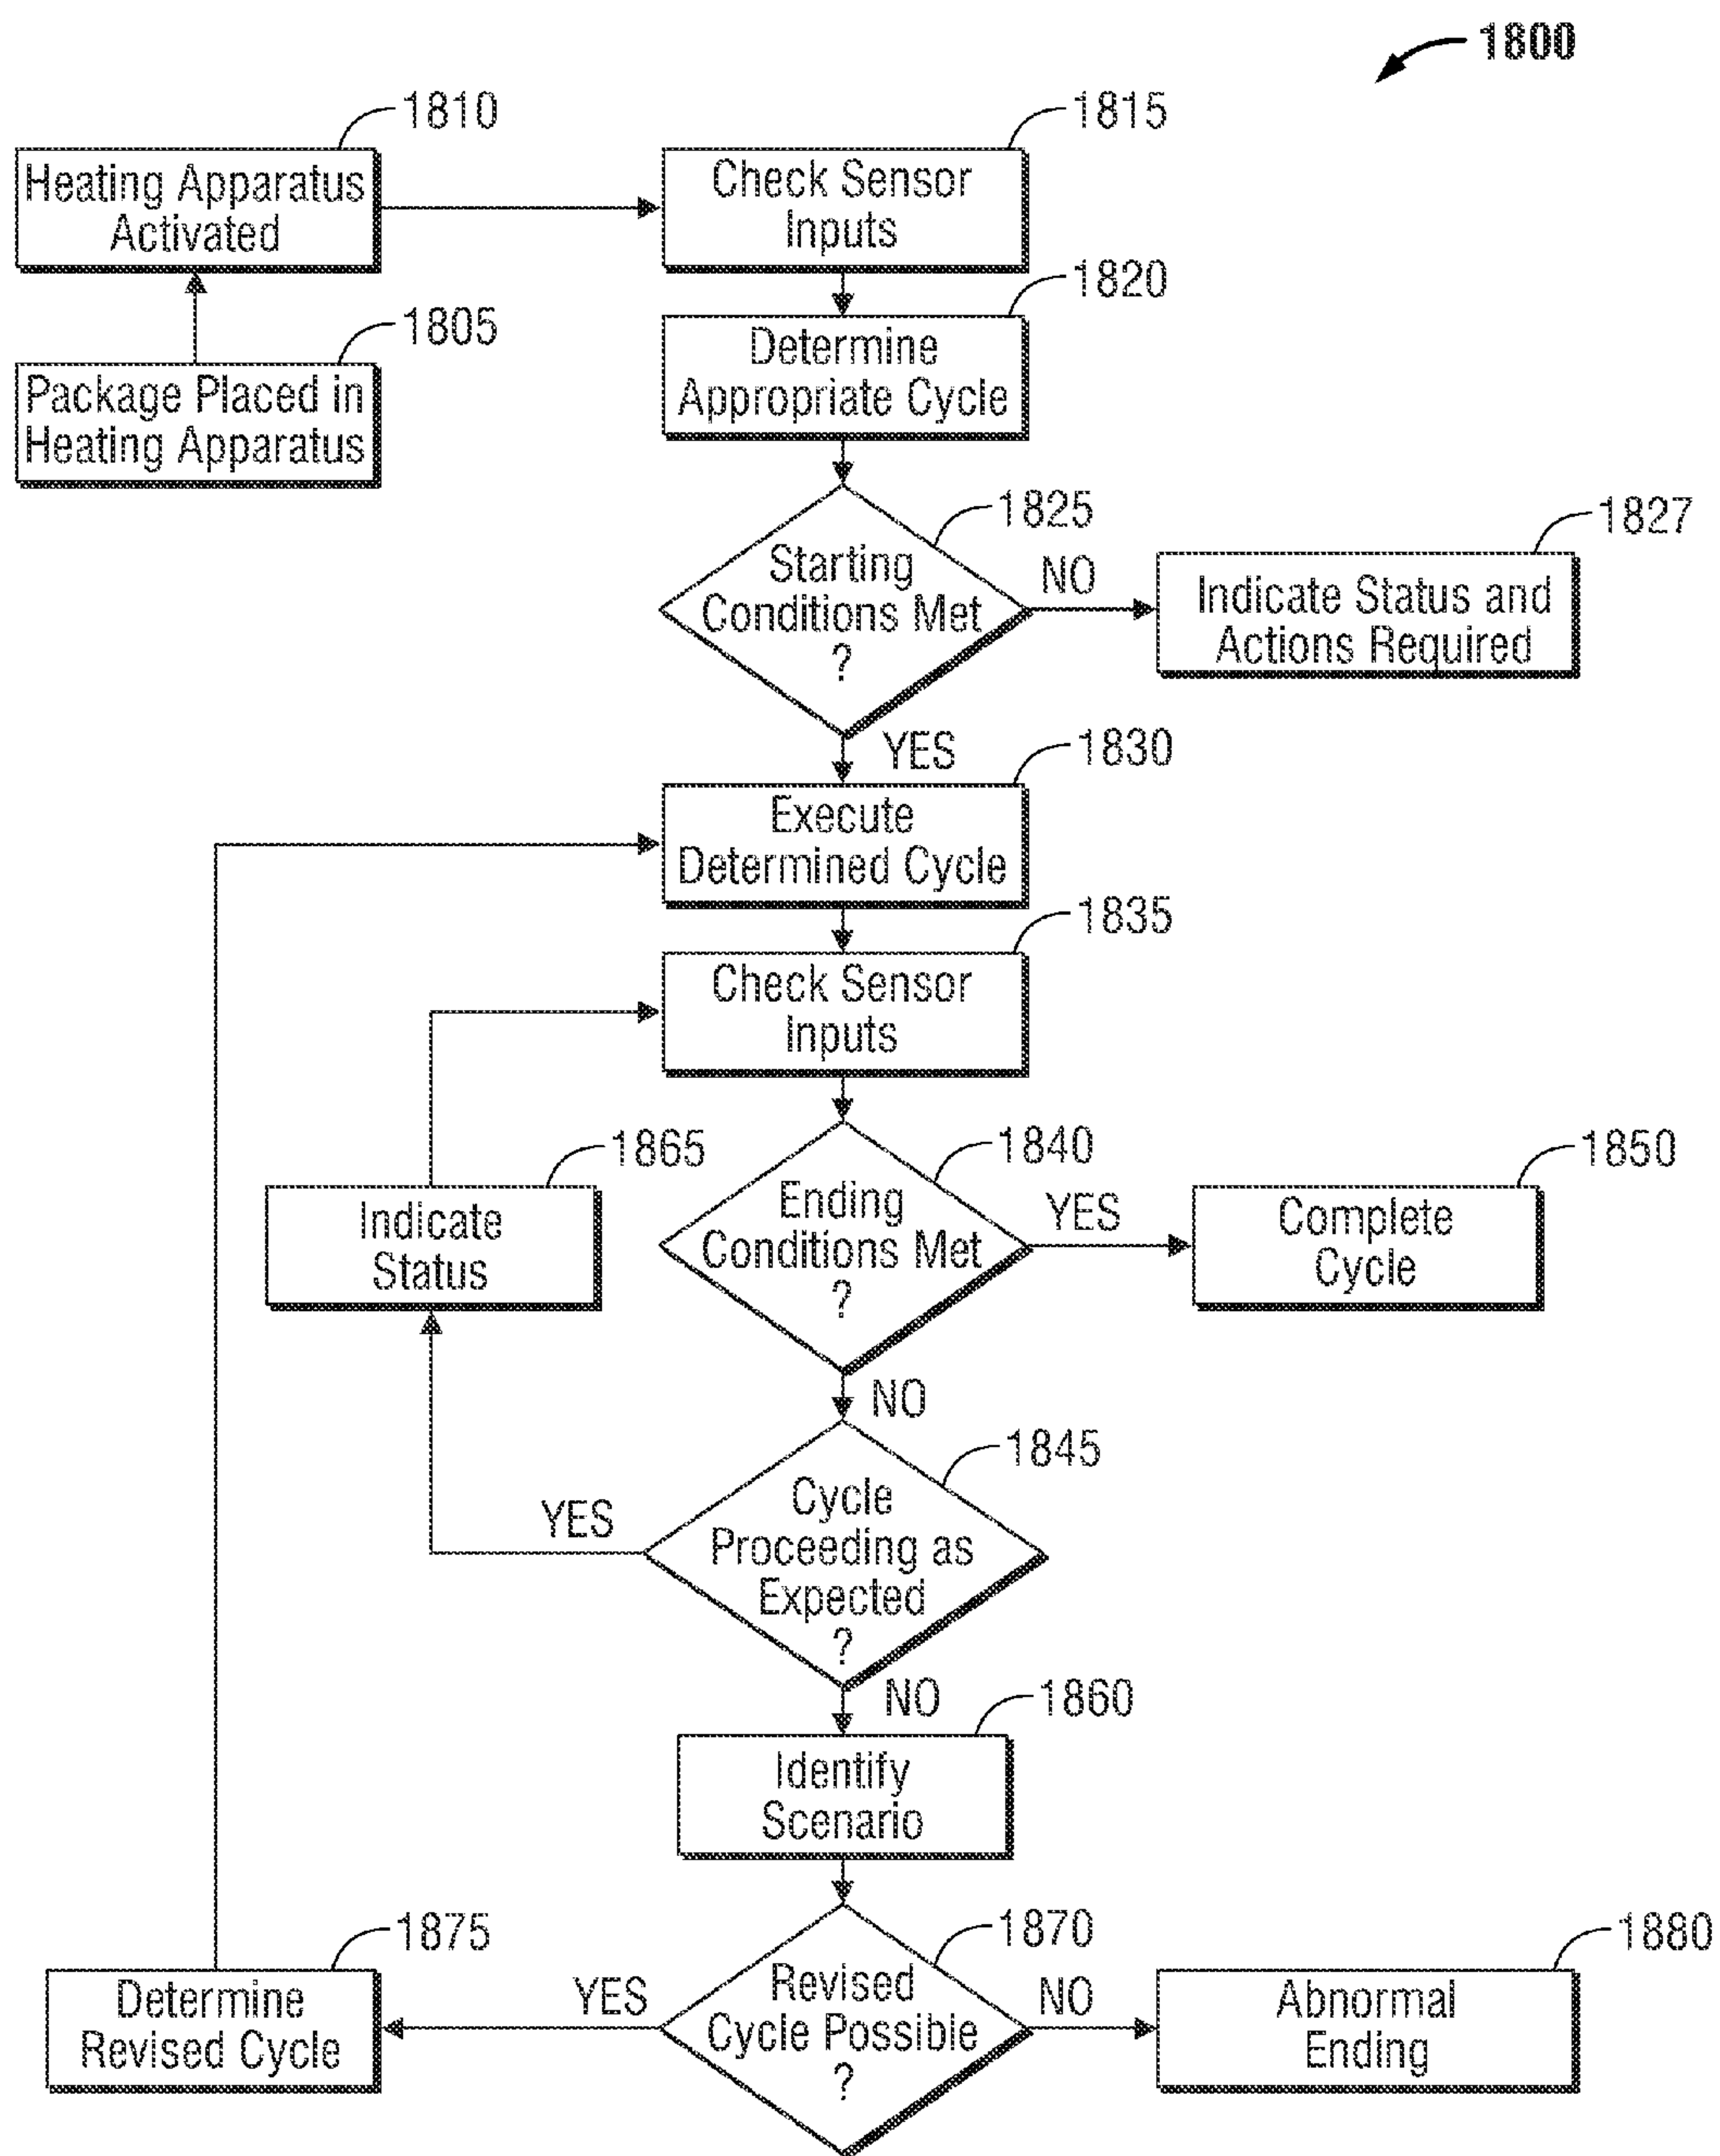 1800
1810
Heating Apparatus
Activated
1815
Check Sensor
Inputs
1805
Package Placed in
Heating Apparatus
1820
Determine
Appropriate Cycle
1825
Starting
Conditions Met
?
NO
1827
Indicate Status and
Actions Required
YES
1830
Execute
Determined Cycle
1835
Check Sensor
Inputs
1865
Indicate
Status
1840
Ending
Conditions Met
?
YES
1850
Complete
Cycle
NO
1845
Cycle
Proceeding as
Expected
?
YES
NO
1860
Identify
Scenario
1875
Determine
Revised Cycle
YES
1870
Revised
Cycle Possible
?
NO
1880
Abnormal
Ending